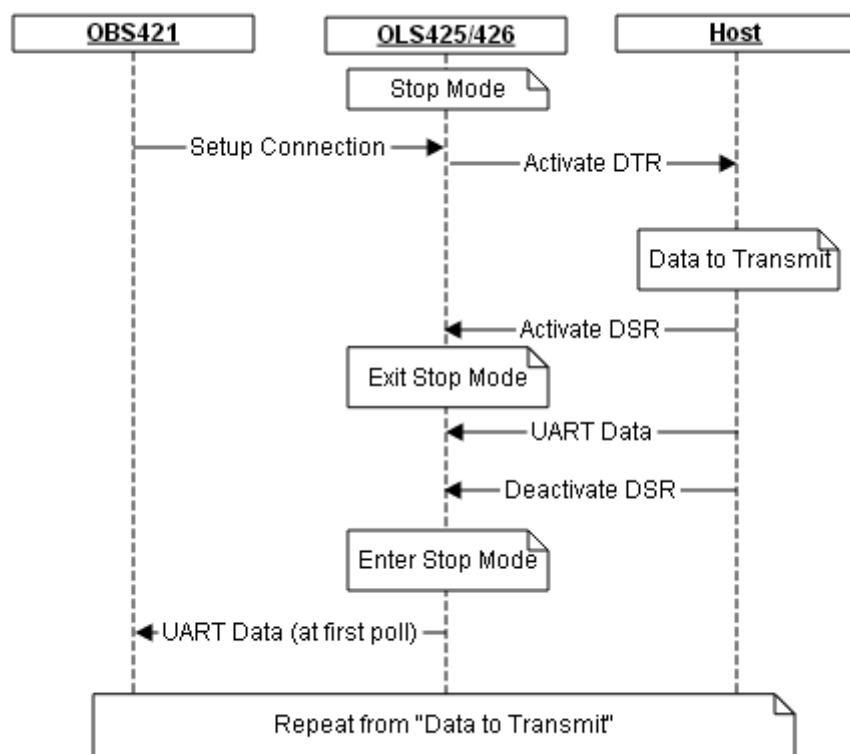 OBS421
OLS425/426
Host
Stop Mode
Setup Connection
Activate DTR
Data to Transmit
Activate DSR
Exit Stop Mode
UART Data
Deactivate DSR
Enter Stop Mode
UART Data (at first poll)
Repeat from "Data to Transmit"